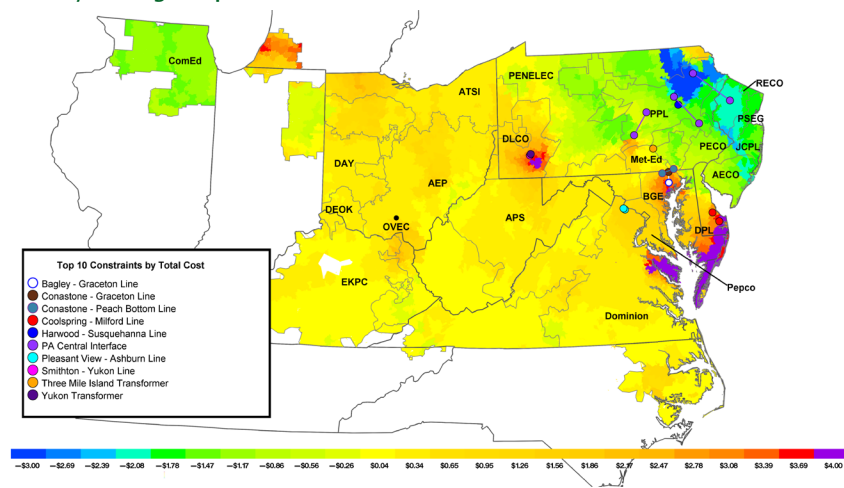 ComEd
PENELEC
RECO
ATSI
PPL
PSEG
DLCO
PECO
JCPL
Met-Ed
DAY
AECO
AEP
BGE
DEOK
APS
OVEC
DPL
Top 10 Constraints by Total Cost
Bagley - Graceton Line
Conastone - Graceton Line
Conastone - Peach Bottom Line
Coolspring - Milford Line
Harwood - Susquehanna Line
PA Central Interface
Pleasant View - Ashburn Line
Smithton - Yukon Line
Three Mile Island Transformer
Yukon Transformer
EKPC
Pepco
Dominion
-$3.00 -$2.69 -$2.39 -$2.08 -$1.78 -$1.47 -$1.17 -$0.86 -$0.56 -$0.26 $0.04 $0.34 $0.65 $0.95 $1.26 $1.56 $1.86 $2.17 $2.47 $2.78 $3.08 $3.39 $3.69 $4.00